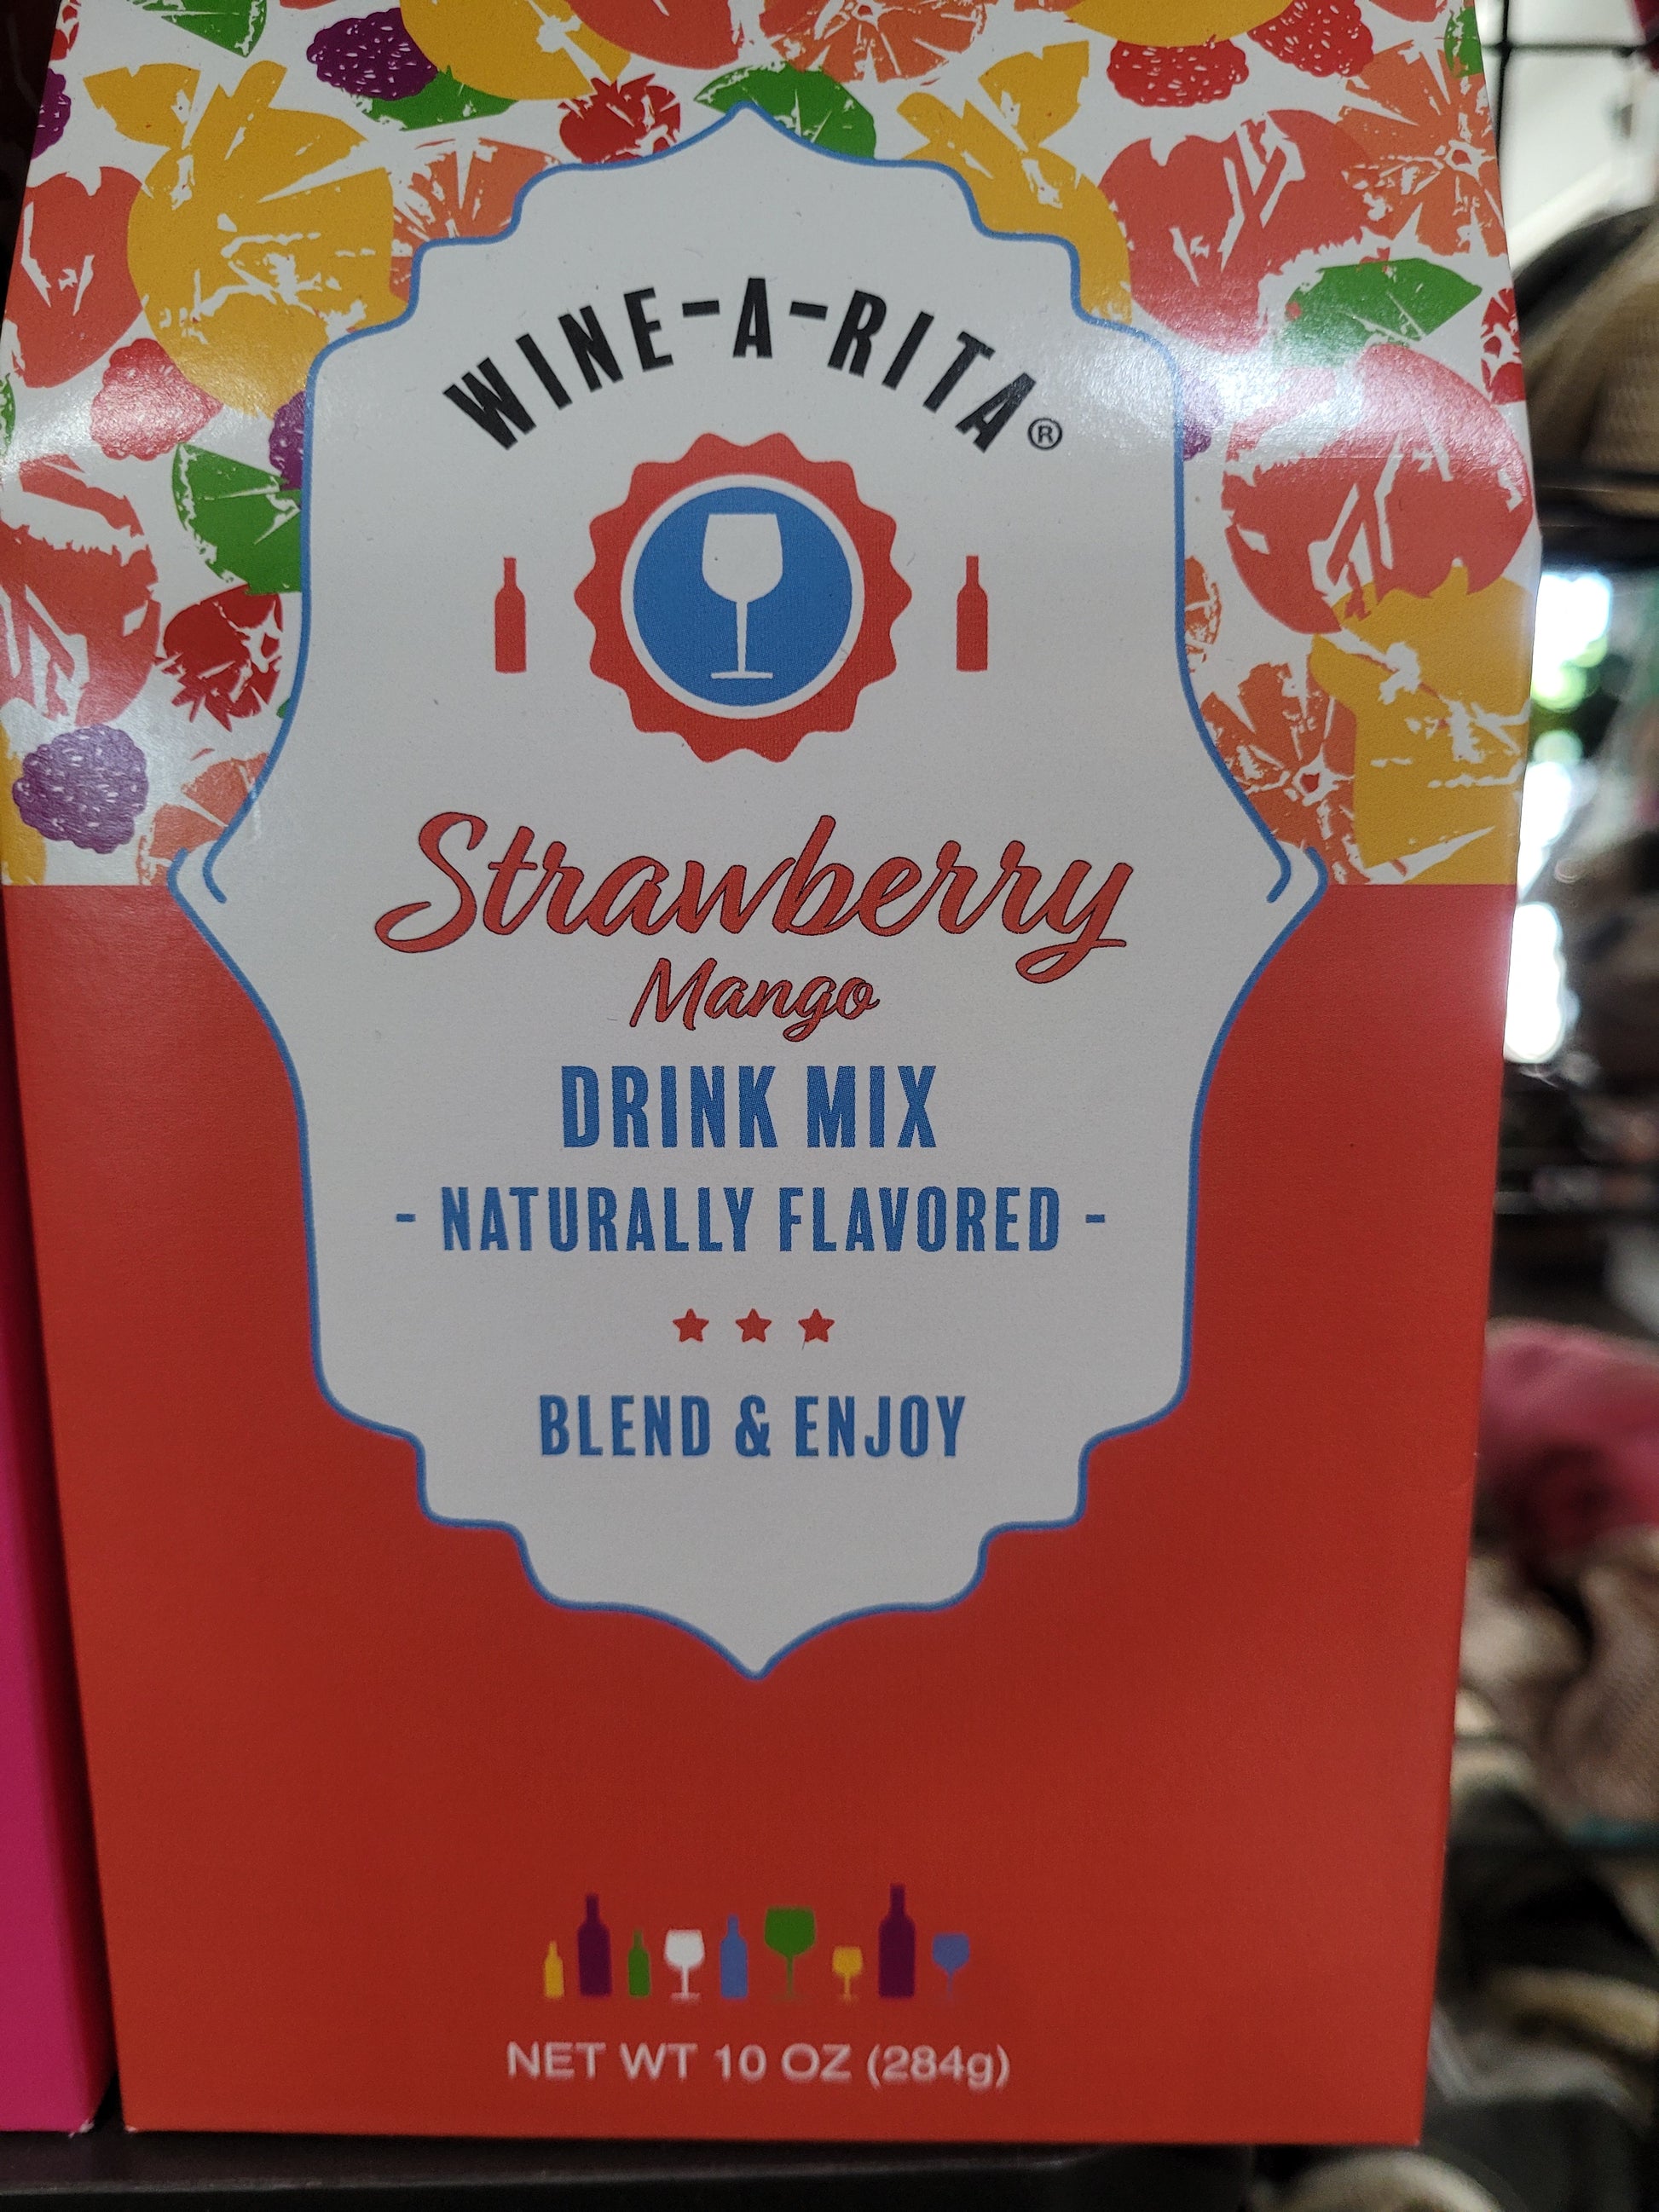 WINE-A-RITA®
Strawberry
Mango
DRINK MIX
- NATURALLY FLAVORED -
BLEND & ENJOY
NET WT 10 OZ (284g)